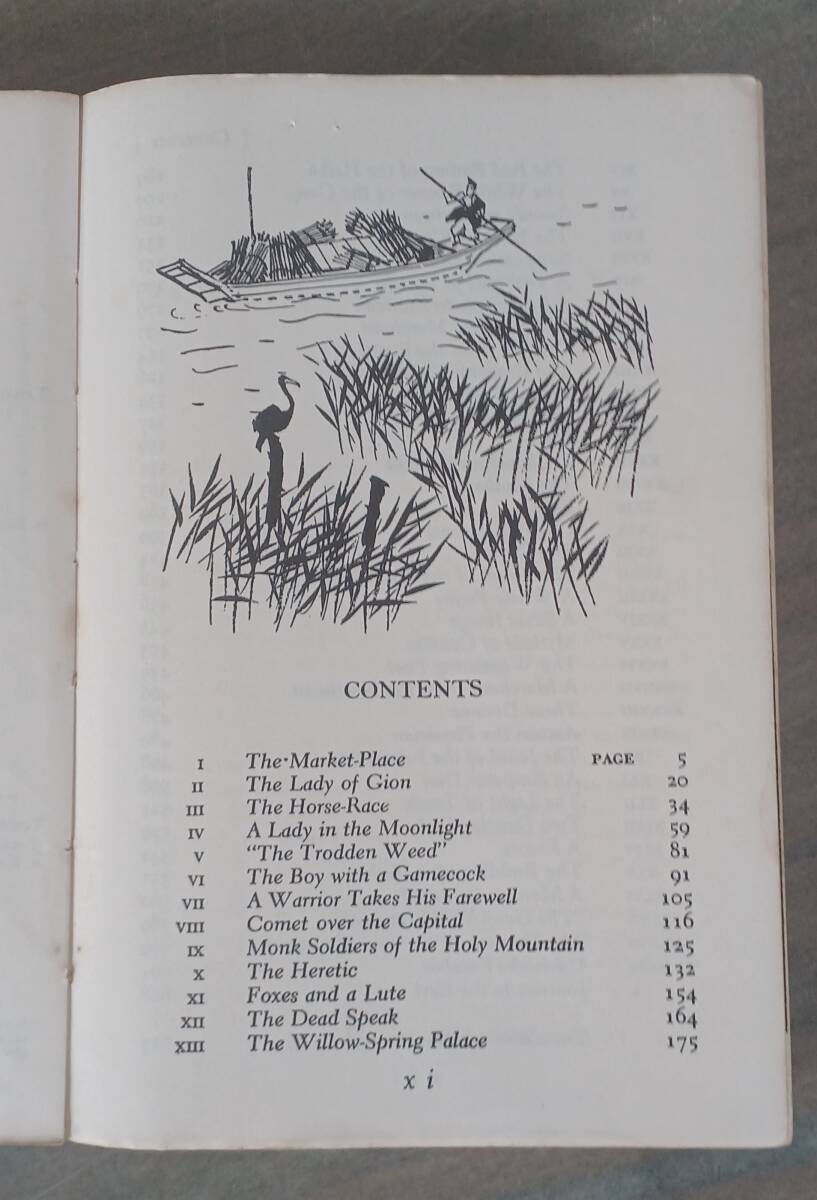 CONTENTS
I The Market-Place PAGE 5
II The Lady of Gion 20
III The Horse-Race 34
IV A Lady in the Moonlight 59
V "The Trodden Weed" 81
VI The Boy with a Gamecock 91
VII A Warrior Takes His Farewell 105
VIII Comet over the Capital 116
IX Monk Soldiers of the Holy Mountain 125
X The Heretic 132
XI Foxes and a Lute 154
XII The Dead Speak 164
XIII The Willow-Spring Palace 175
x i